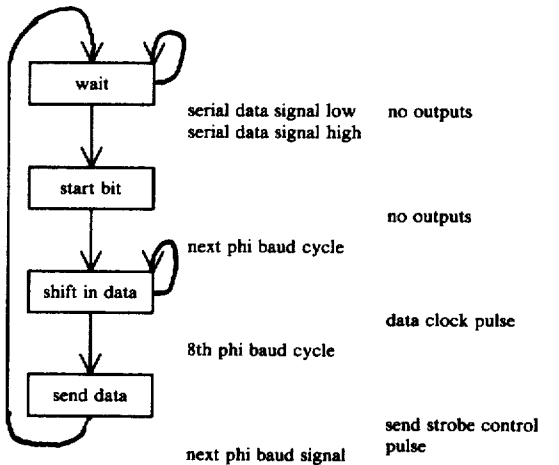 wait
serial data signal low no outputs
serial data signal high
start bit
no outputs
next phi baud cycle
shift in data
data clock pulse
8th phi baud cycle
send data
send strobe control
pulse
next phi baud signal